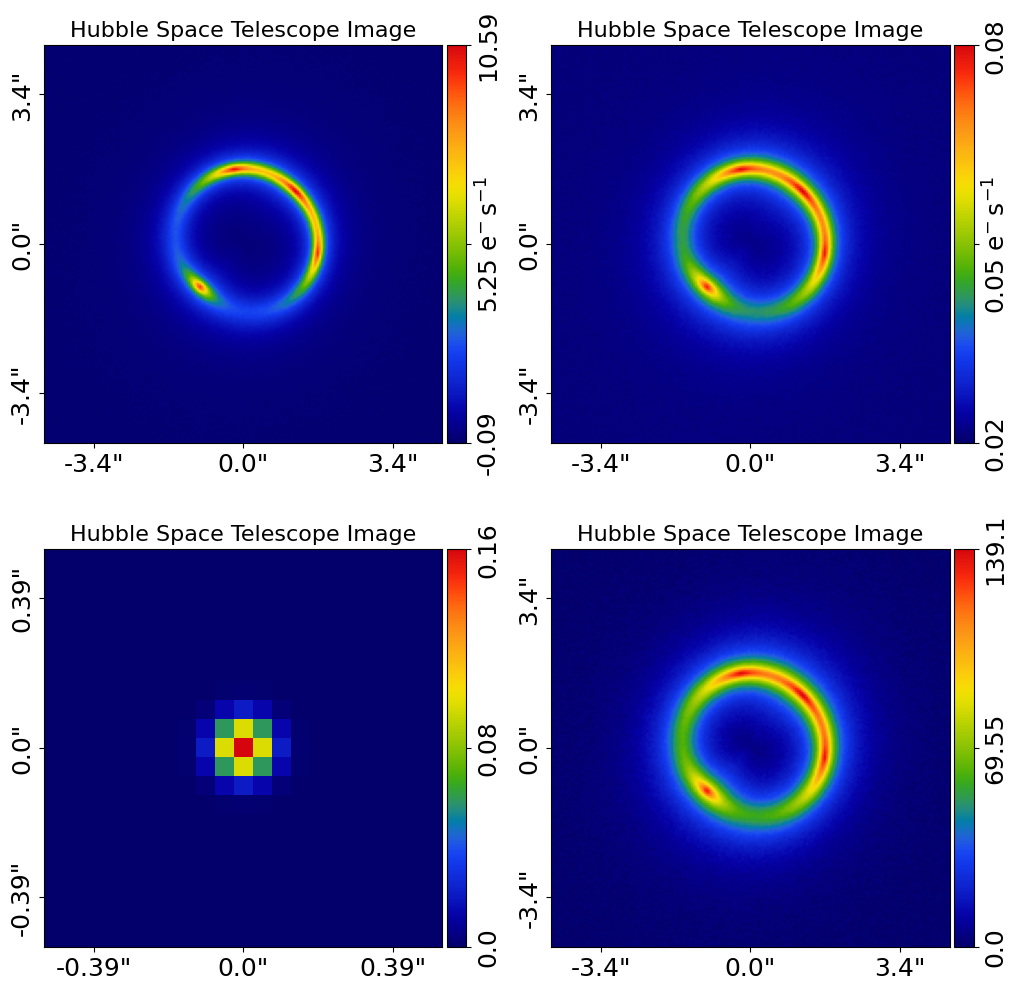 Hubble Space Telescope Image
3.4"
0.0"
-3.4"
-3.4" 0.0" 3.4"
10.59
5.25 e⁻ s⁻¹
-0.09
Hubble Space Telescope Image
3.4"
0.0"
-3.4"
-3.4" 0.0" 3.4"
0.08
0.05 e⁻ s⁻¹
0.02
Hubble Space Telescope Image
0.39"
0.0"
-0.39"
-0.39" 0.0" 0.39"
0.16
0.08
0.0
Hubble Space Telescope Image
3.4"
0.0"
-3.4"
-3.4" 0.0" 3.4"
139.1
69.55
0.0